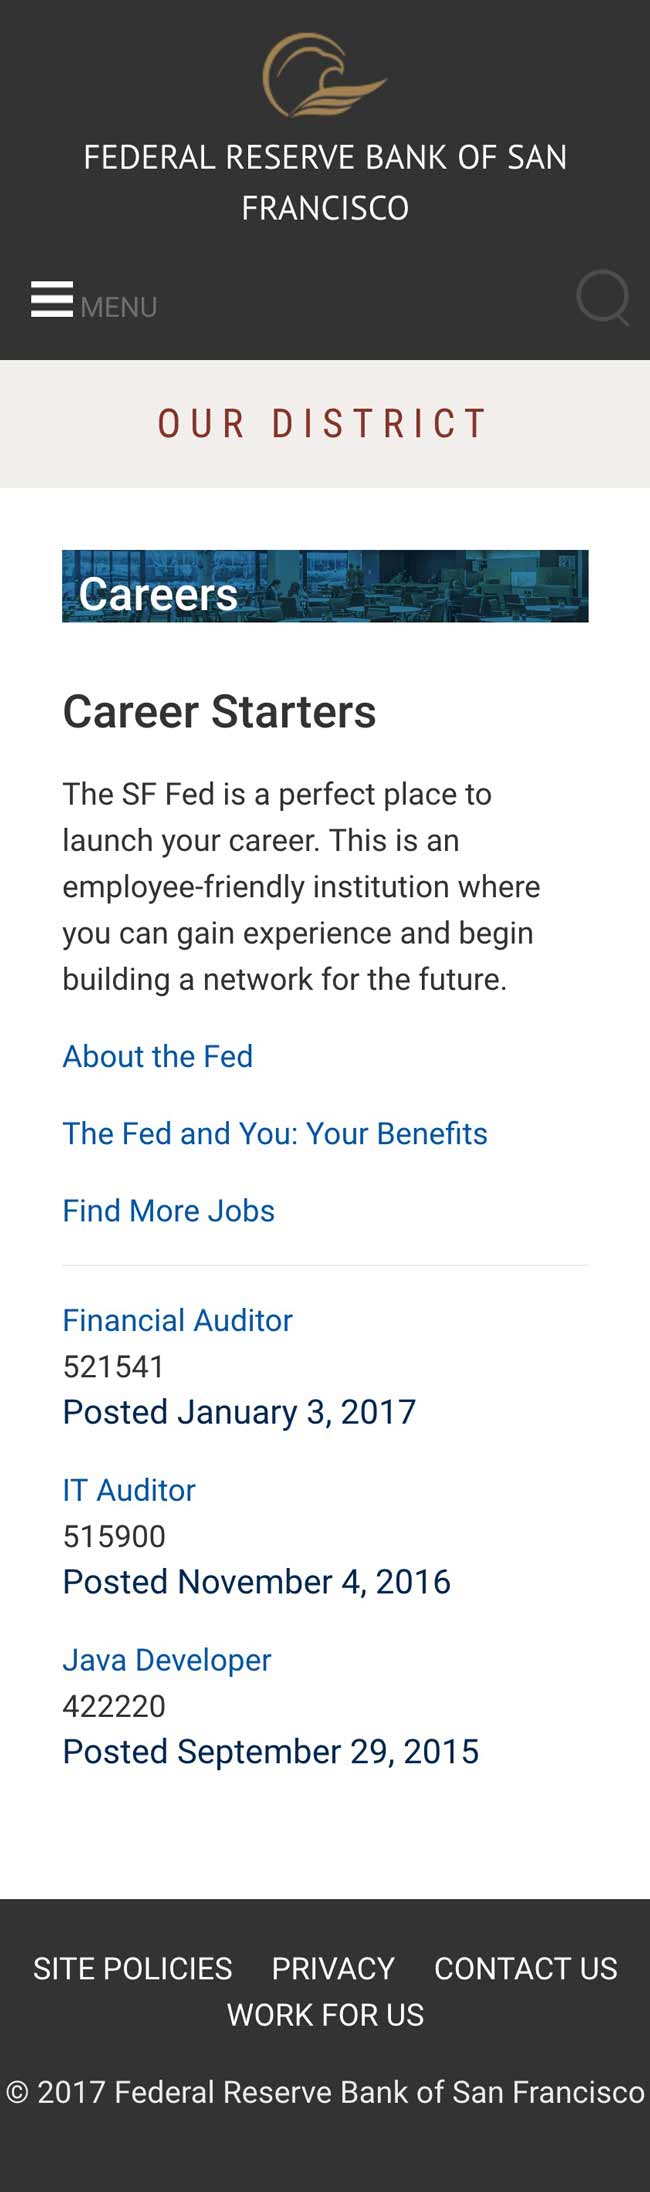 FEDERAL RESERVE BANK OF SAN
FRANCISCO
MENU
OUR DISTRICT
Careers
Career Starters
The SF Fed is a perfect place to
launch your career. This is an
employee-friendly institution where
you can gain experience and begin
building a network for the future.
About the Fed
The Fed and You: Your Benefits
Find More Jobs
Financial Auditor
521541
Posted January 3, 2017
IT Auditor
515900
Posted November 4, 2016
Java Developer
422220
Posted September 29, 2015
SITE POLICIES PRIVACY CONTACT US
WORK FOR US
© 2017 Federal Reserve Bank of San Francisco